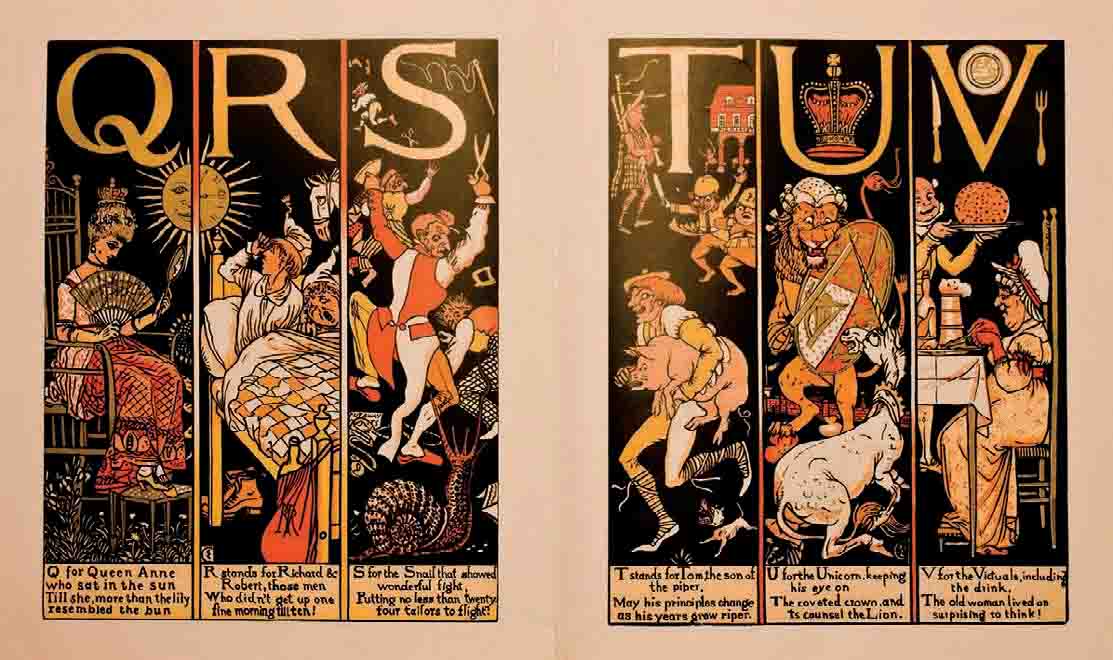 Q
R
S
T
U
V
Q for Queen Anne
who sat in the sun
Till she, more than the lily
resembled the bun
R stands for Richard &
Robert, those men
Who didn't get up one
fine morning till ten!
S for the Snail that showed
wonderful fight,
Putting no less than twenty
four tailors to flight!
T stands for Tom, the son of
the piper,
May his principles change
as his years grow riper.
U for the Unicorn, keeping
his eye on
The coveted crown, and
its counsel the Lion.
V for the Victuals, including
the drink,
The old woman lived on
surprising to think!